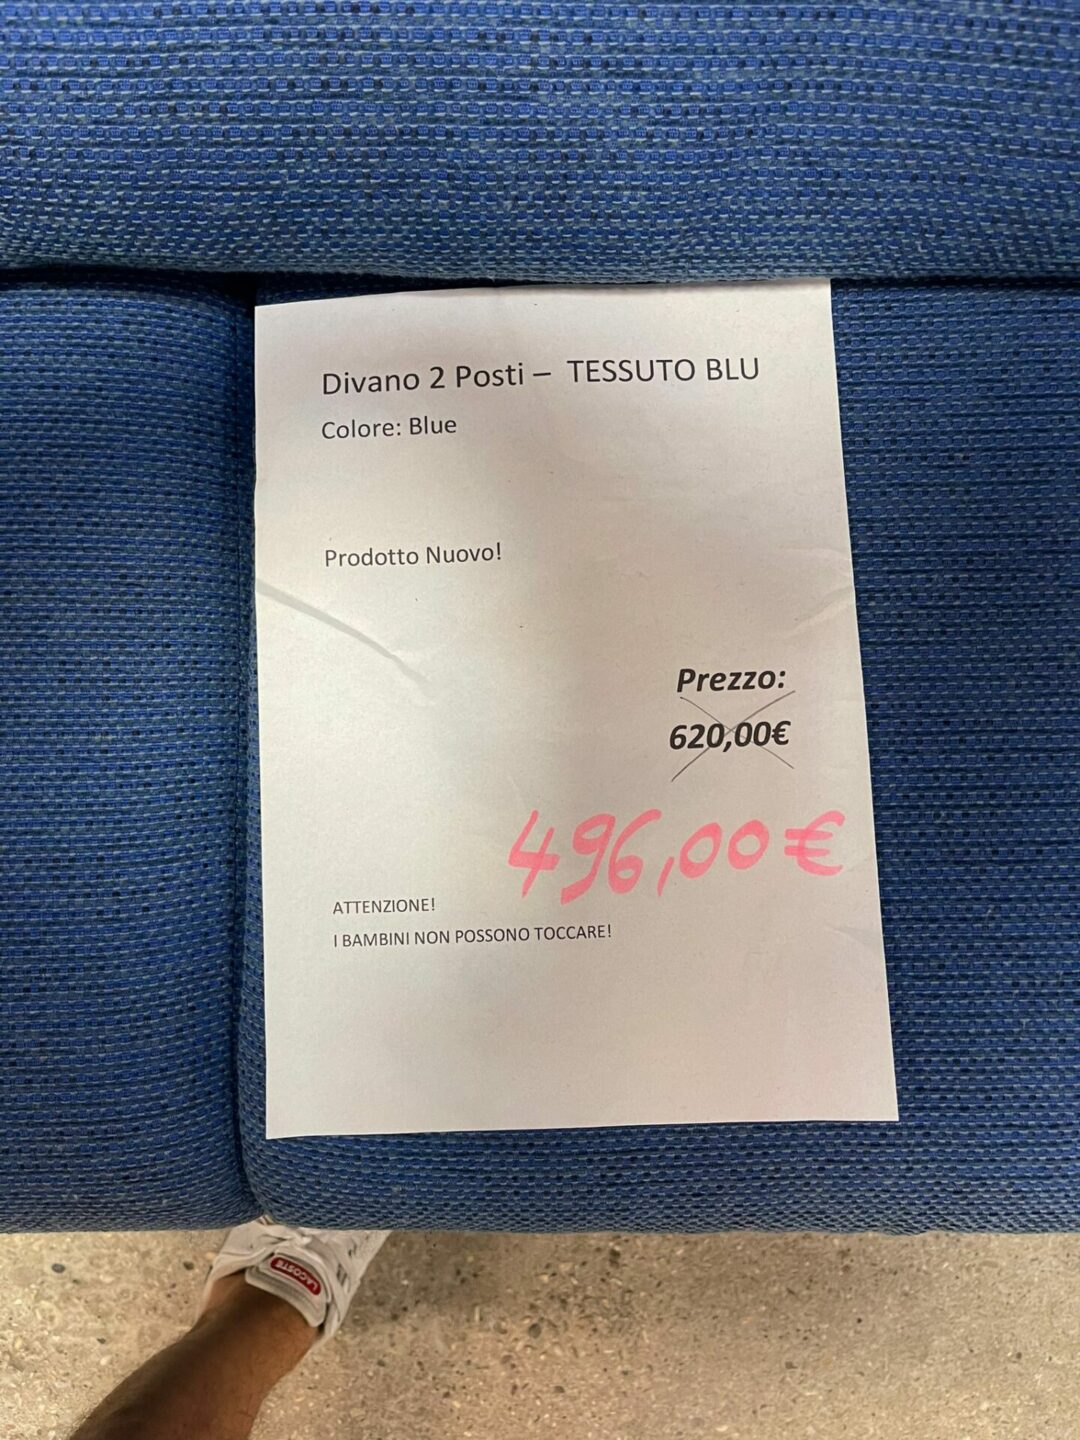 Divano 2 Posti – TESSUTO BLU
Colore: Blue
Prodotto Nuovo!
Prezzo:
620,00€
496,00€
ATTENZIONE!
I BAMBINI NON POSSONO TOCCARE!
LACOSTE